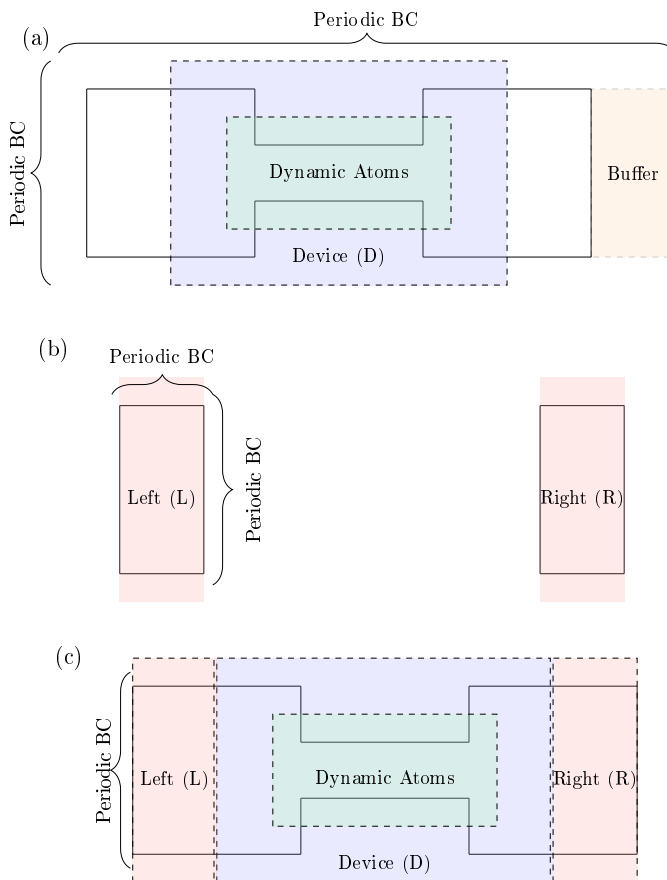 Periodic BC
(a)
Periodic BC
Dynamic Atoms
Buffer
Device (D)
(b)
Periodic BC
Left (L)
Periodic BC
Right (R)
(c)
Periodic BC
Left (L)
Dynamic Atoms
Right (R)
Device (D)